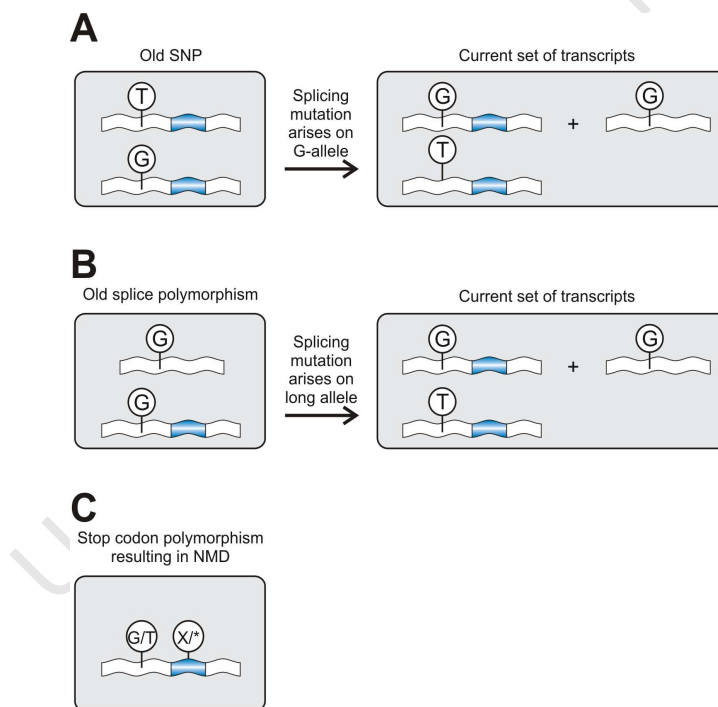 A
Old SNP
Current set of transcripts
T
G
Splicing
mutation
arises on
G-allele
G
+
G
T
B
Old splice polymorphism
Current set of transcripts
G
G
Splicing
mutation
arises on
long allele
G
+
G
T
C
Stop codon polymorphism
resulting in NMD
G/T X/*